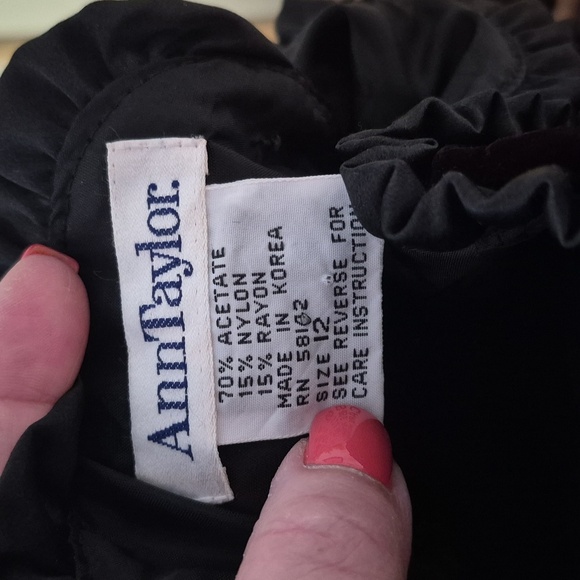 AnnTaylor.
70% ACETATE
15% NYLON
15% RAYON
MADE IN KOREA
RN 58162
SIZE 12
SEE REVERSE FOR
CARE INSTRUCTION